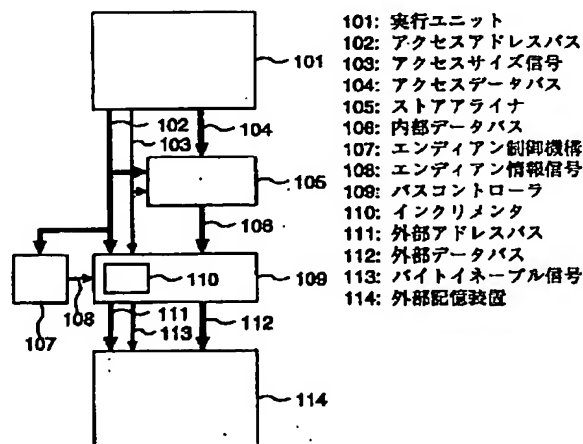 101
102
103
104
105
106
110
109
107
108
111
113
112
114
101: 実行ユニット
102: アクセスアドレスバス
103: アクセスサイズ信号
104: アクセスデータバス
105: ストアアライナ
106: 内部データバス
107: エンディアン制御機構
108: エンディアン情報信号
109: バスコントローラ
110: インクリメンタ
111: 外部アドレスバス
112: 外部データバス
113: バイトイネーブル信号
114: 外部記憶装置